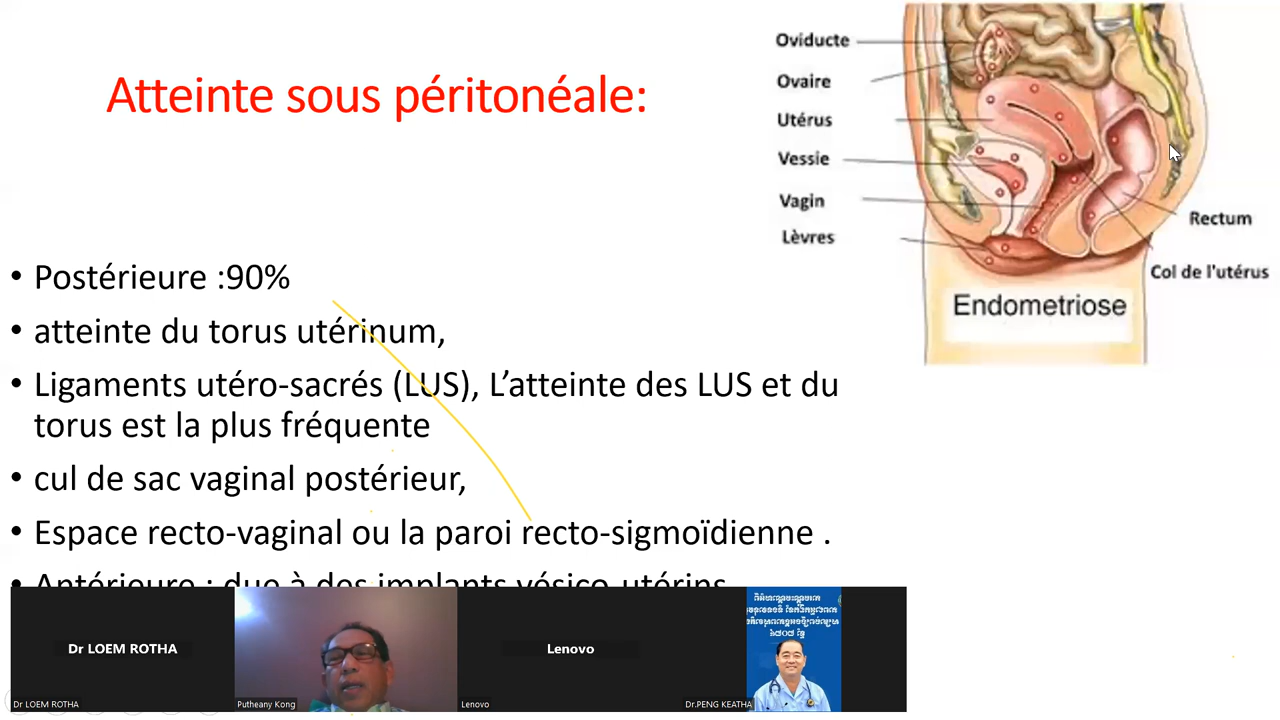 Atteinte sous péritonéale:
Oviducte
Ovaire
Utérus
Vessie
Vagin
Lèvres
Rectum
Col de l'utérus
Endometriose
• Postérieure :90%
• atteinte du torus utérinum,
• Ligaments utéro-sacrés (LUS), L’atteinte des LUS et du
torus est la plus fréquente
• cul de sac vaginal postérieur,
• Espace recto-vaginal ou la paroi recto-sigmoïdienne .
• Antérieure : due à des implants vésico-utérins
Dr LOEM ROTHA
Lenovo
Dr LOEM ROTHA
Putheany Kong
Lenovo
Dr.PENG KEATHA